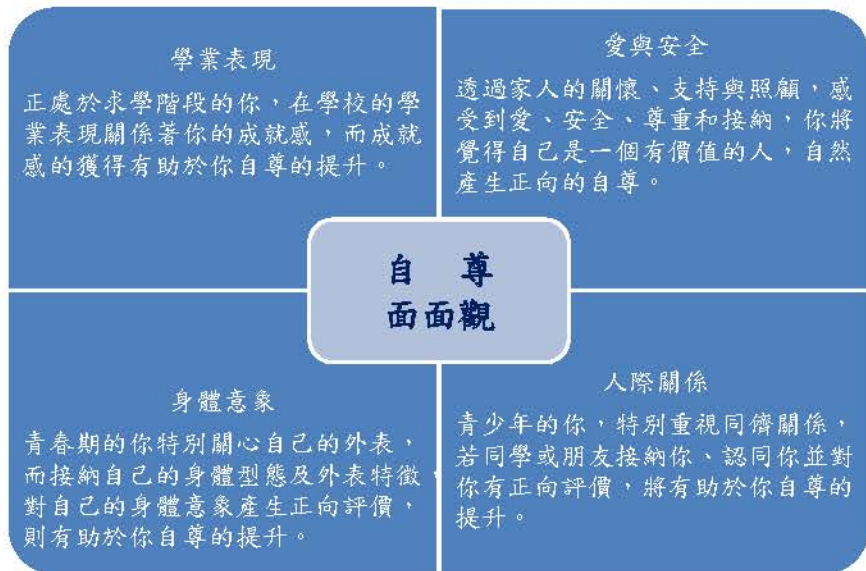 學業表現
正處於求學階段的你，在學校的學
業表現關係著你的成就感，而成就
感的獲得有助於你自尊的提升。
愛與安全
透過家人的關懷、支持與照顧，感
受到愛、安全、尊重和接納，你將
覺得自己是一個有價值的人，自然
產生正向的自尊。
自 尊
面面觀
身體意象
青春期的你特別關心自己的外表，
而接納自己的身體型態及外表特徵，
對自己的身體意象產生正向評價，
則有助於你自尊的提升。
人際關係
青少年的你，特別重視同儕關係，
若同學或朋友接納你、認同你並對
你有正向評價，將有助於你自尊的
提升。